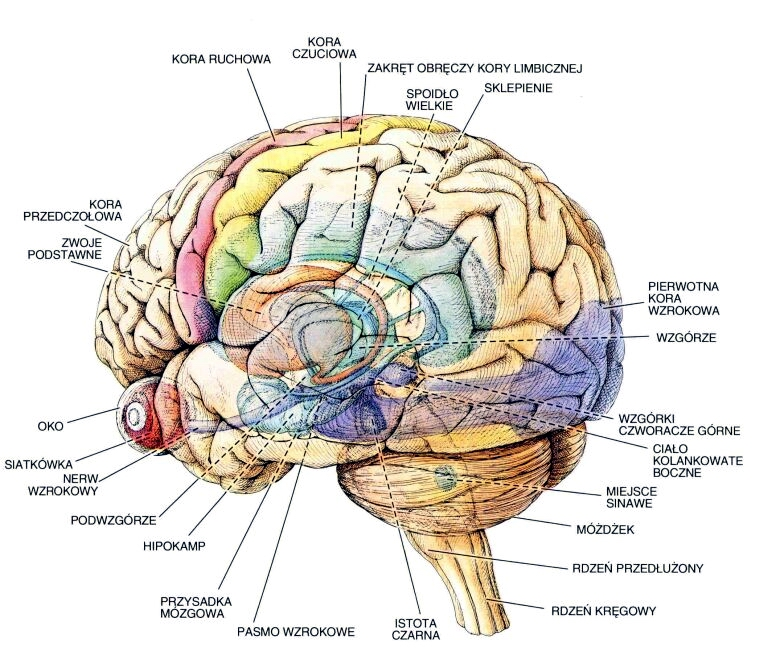 KORA RUCHOWA
KORA
CZUCIOWA
ZAKRĘT OBRĘCZY KORY LIMBICZNEJ
SPOIDŁO
WIELKIE
SKLEPIENIE
KORA
PRZEDCZOŁOWA
ZWOJE
PODSTAWNE
PIERWOTNA
KORA
WZROKOWA
WZGÓRZE
OKO
SIATKÓWKA
NERW
WZROKOWY
PODWZGÓRZE
HIPOKAMP
PRZYSADKA
MÓZGOWA
PASMO WZROKOWE
ISTOTA
CZARNA
WZGÓRKI
CZWORACZE GÓRNE
CIAŁO
KOLANKOWATE
BOCZNE
MIEJSCE
SINAWE
MÓŻDŻEK
RDZEŃ PRZEDŁUŻONY
RDZEŃ KRĘGOWY